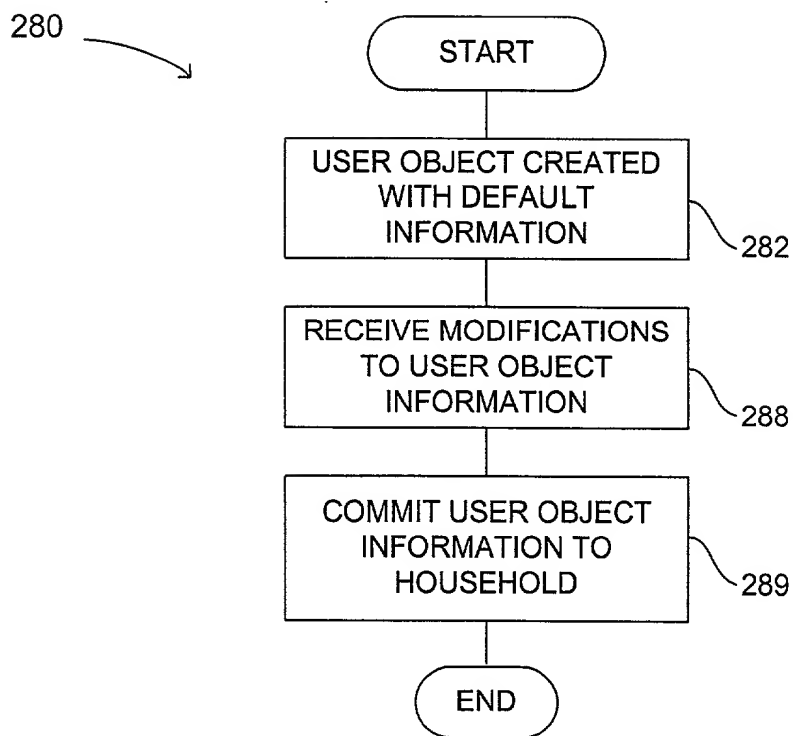 280
START
USER OBJECT CREATED
WITH DEFAULT
INFORMATION
282
RECEIVE MODIFICATIONS
TO USER OBJECT
INFORMATION
288
COMMIT USER OBJECT
INFORMATION TO
HOUSEHOLD
289
END